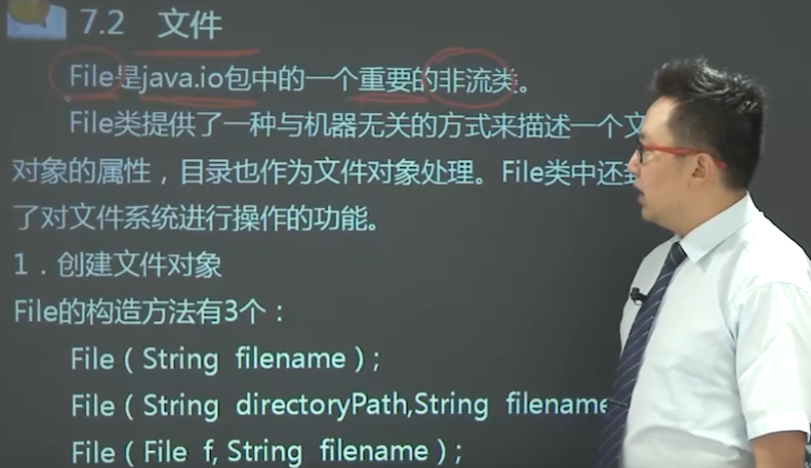 7.2 文件
File是java.io包中的一个重要的非流类。
File类提供了一种与机器无关的方式来描述一个文
对象的属性，目录也作为文件对象处理。File类中还
了对文件系统进行操作的功能。
1．创建文件对象
File的构造方法有3个：
File（String filename）;
File（String directoryPath,String filename
File（File f, String filename）;